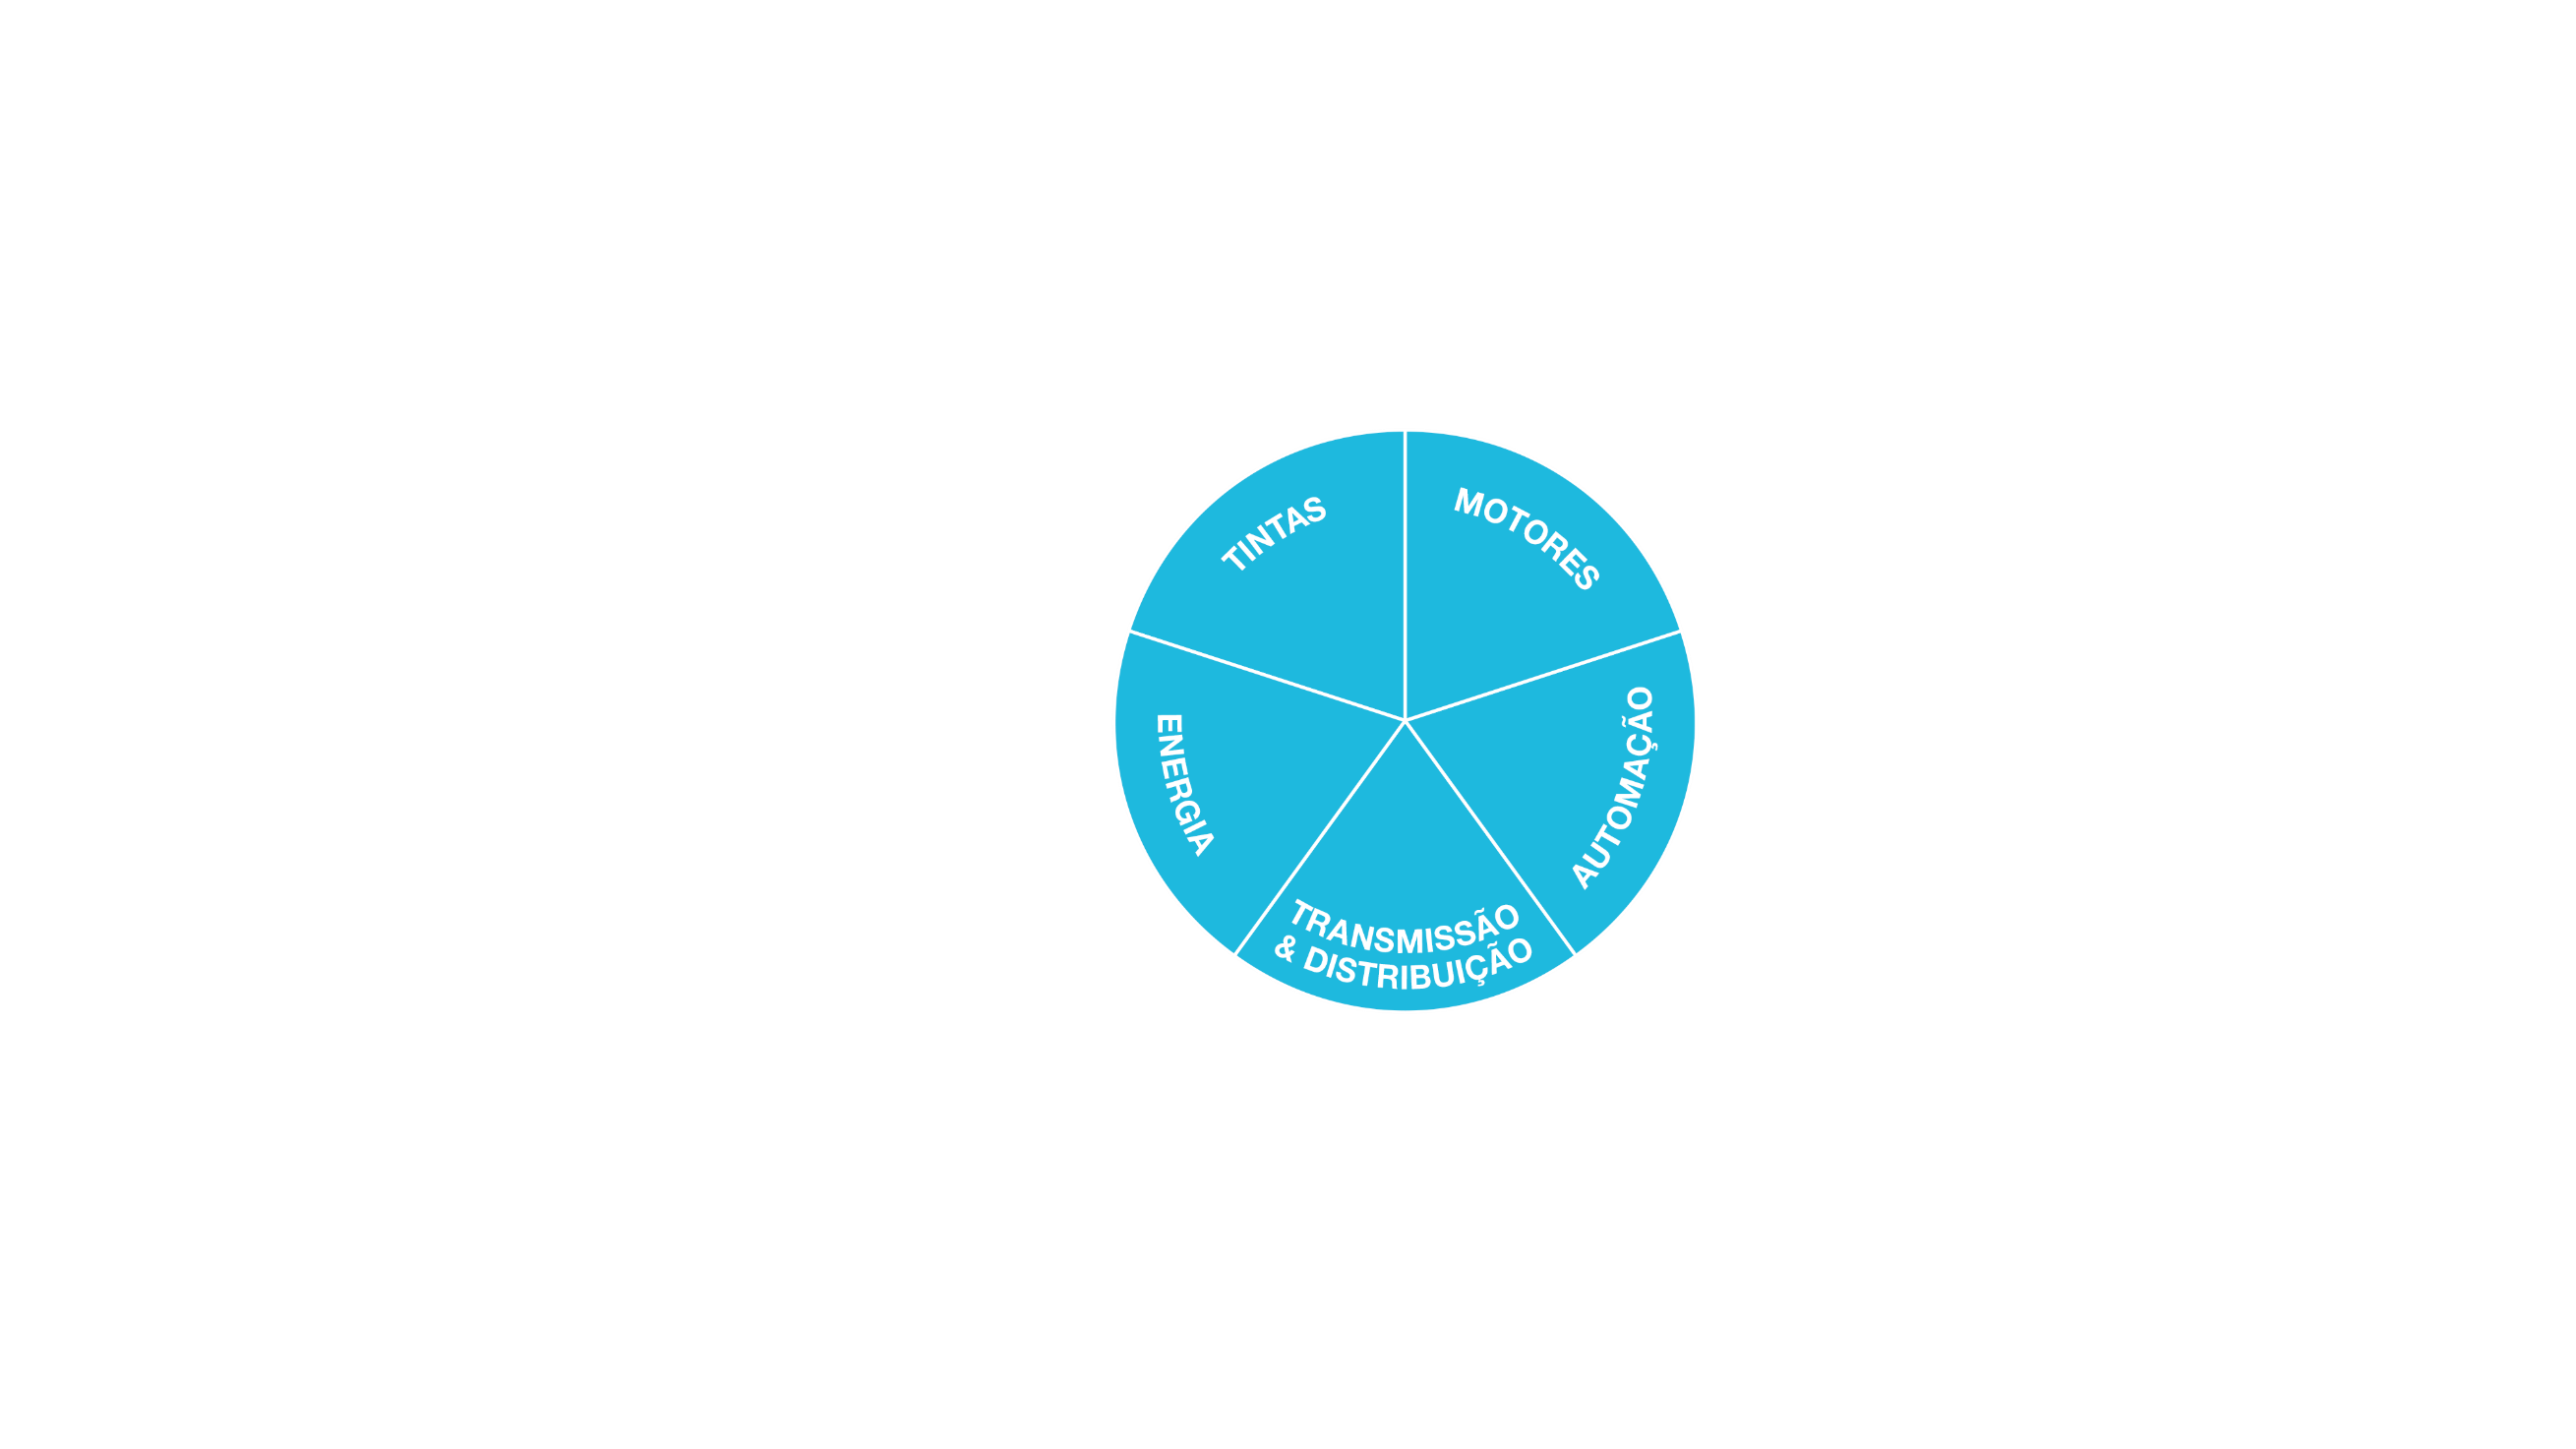 TINTAS
MOTORES
ENERGIA
AUTOMAÇÃO
TRANSMISSÃO
& DISTRIBUIÇÃO